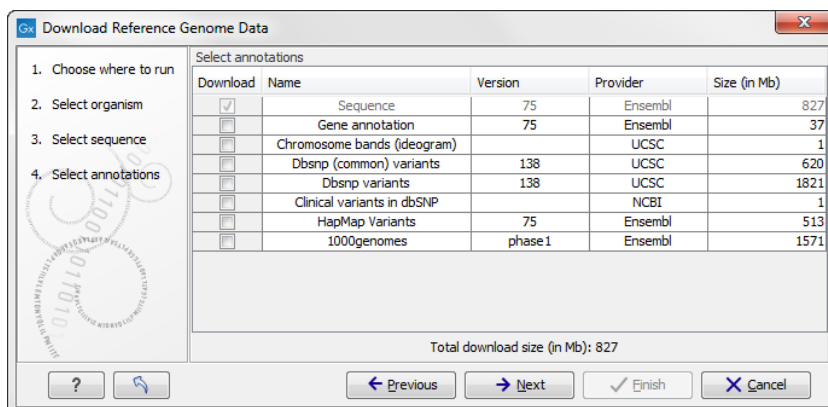 Gx Download Reference Genome Data
1. Choose where to run
2. Select organism
3. Select sequence
4. Select annotations
Select annotations
Download Name Version Provider Size (in Mb)
Sequence 75 Ensembl 827
Gene annotation 75 Ensembl 37
Chromosome bands (ideogram) UCSC 1
Dbsnp (common) variants 138 UCSC 620
Dbsnp variants 138 UCSC 1821
Clinical variants in dbSNP NCBI 1
HapMap Variants 75 Ensembl 513
1000genomes phase1 Ensembl 1571
Total download size (in Mb): 827
? Previous Next Finish Cancel